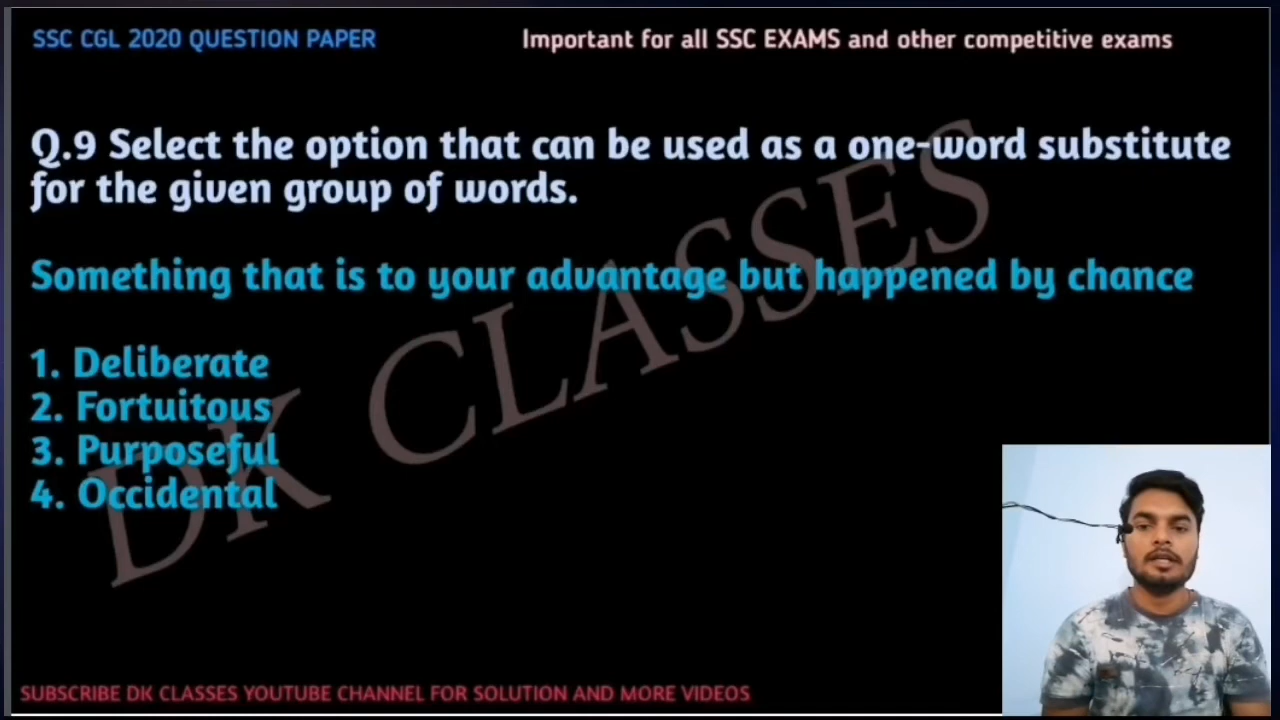 SSC CGL 2020 QUESTION PAPER
Important for all SSC EXAMS and other competitive exams
Q.9 Select the option that can be used as a one-word substitute
for the given group of words.
Something that is to your advantage but happened by chance
1. Deliberate
2. Fortuitous
3. Purposeful
4. Occidental
DK CLASSES
SUBSCRIBE DK CLASSES YOUTUBE CHANNEL FOR SOLUTION AND MORE VIDEOS